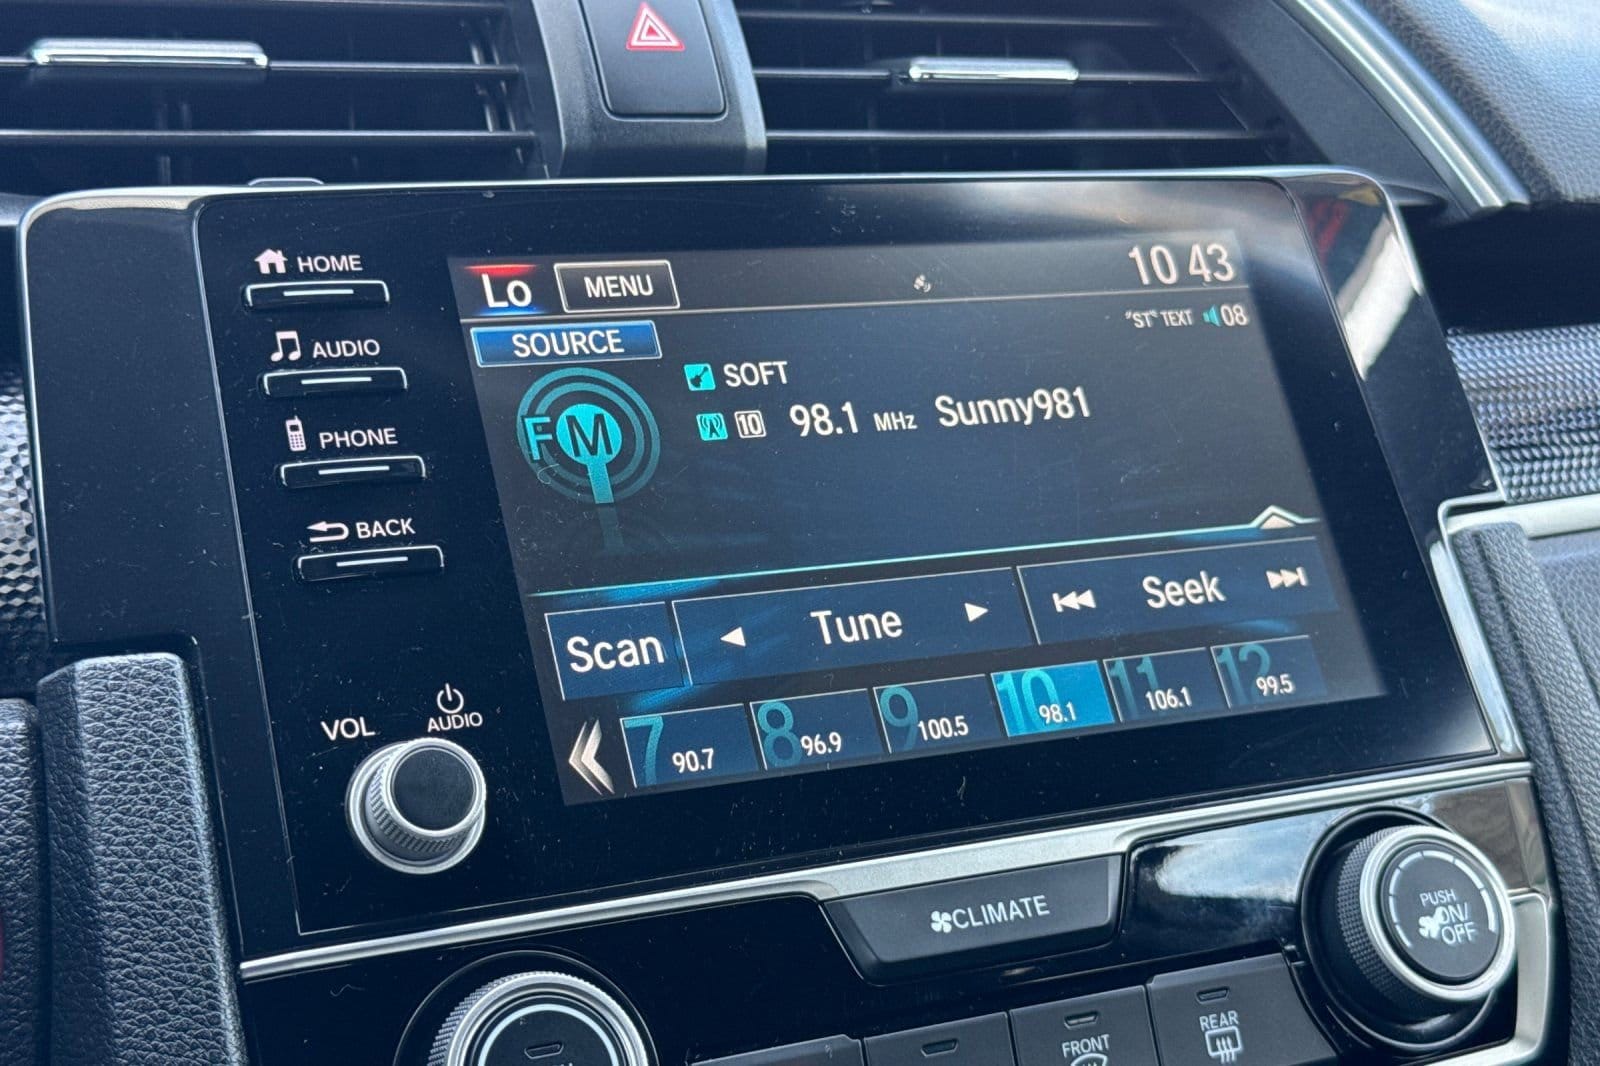 HOME
AUDIO
PHONE
BACK
VOL
AUDIO
Lo MENU 10 43
SOURCE
"ST" TEXT 08
FM
SOFT
10 98.1 MHz Sunny981
Scan Tune Seek
7 90.7 8 96.9 9 100.5 10 98.1 11 106.1 12 99.5
CLIMATE
PUSH
ON/
OFF
FRONT
REAR